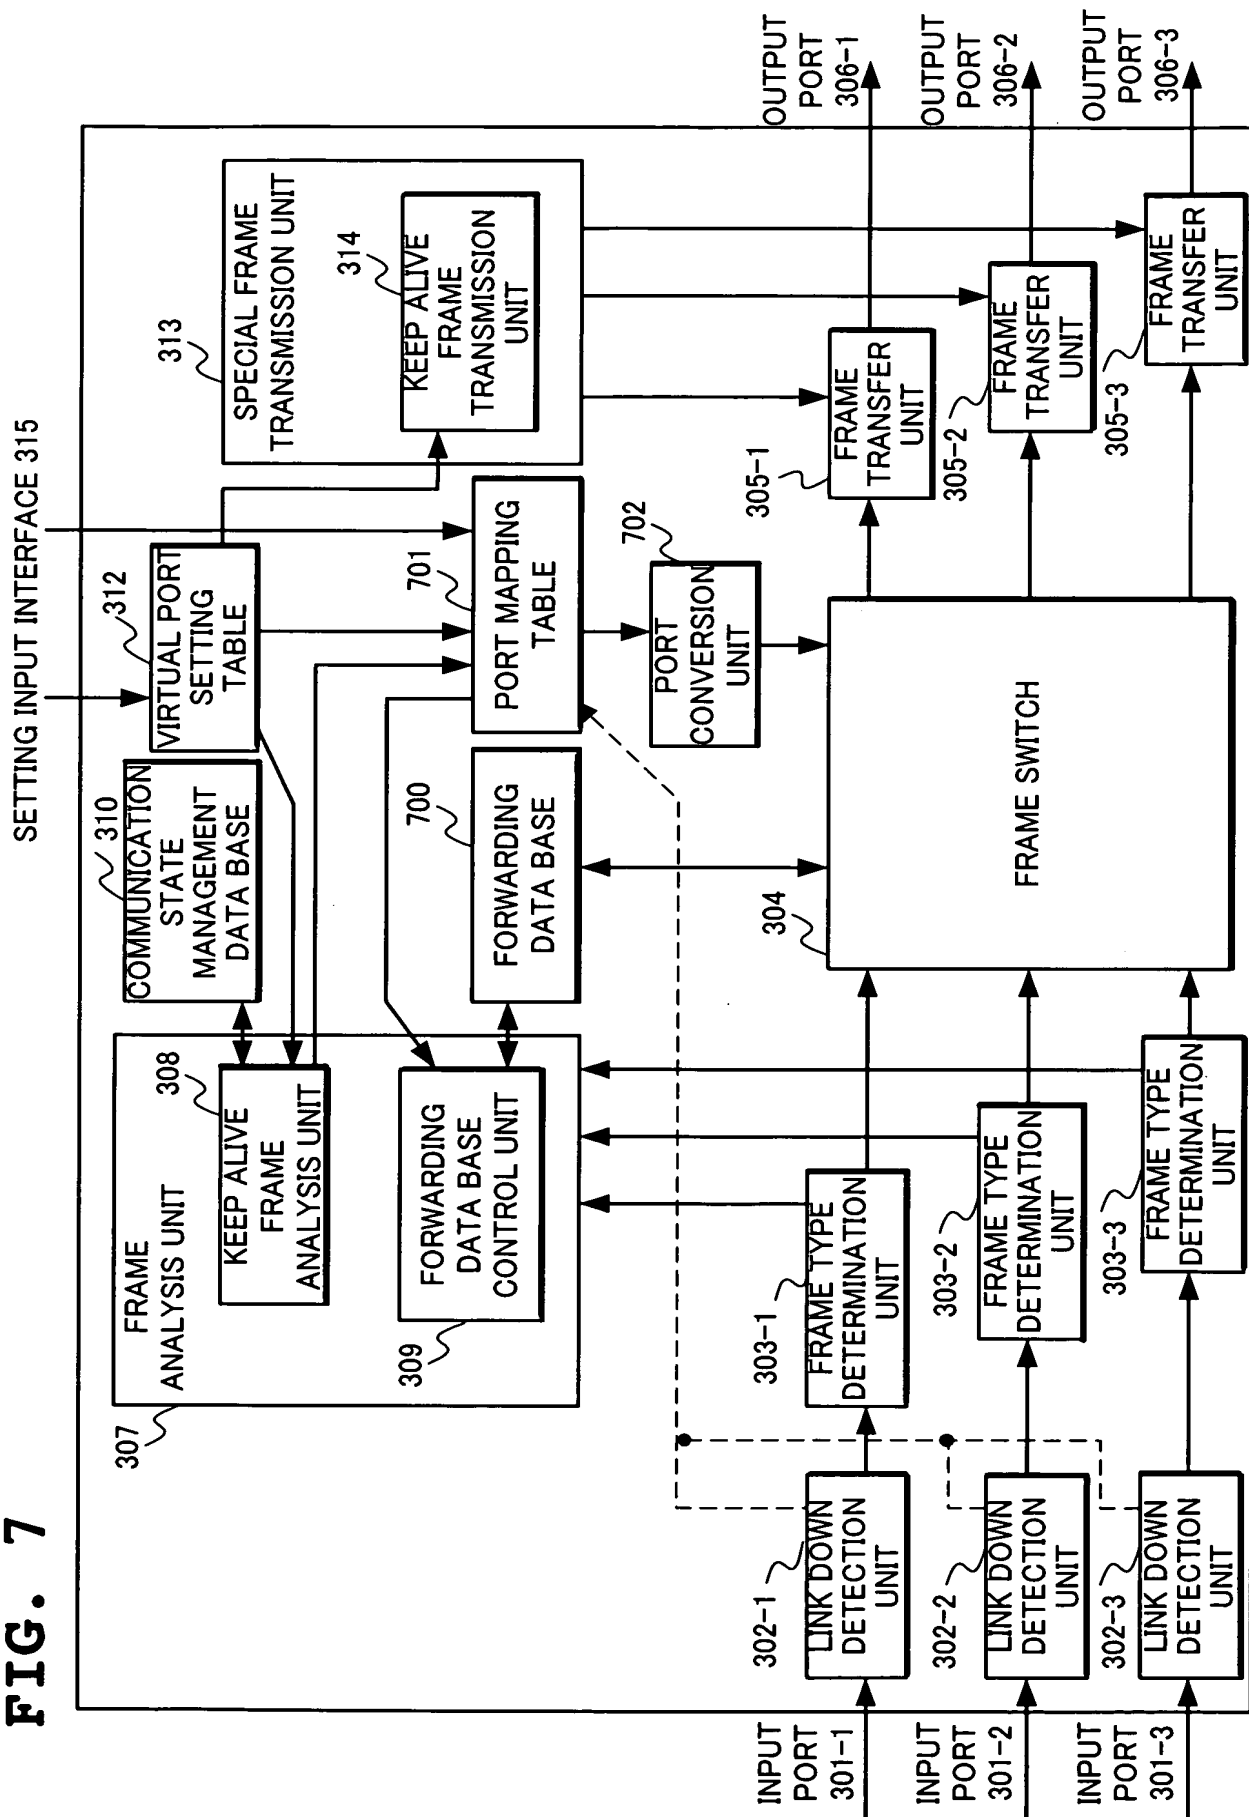 FIG. 7
SETTING INPUT INTERFACE 315
307
FRAME
ANALYSIS UNIT
308
KEEP ALIVE
FRAME
ANALYSIS UNIT
309
FORWARDING
DATA BASE
CONTROL UNIT
310
COMMUNICATION
STATE
MANAGEMENT
DATA BASE
312
VIRTUAL PORT
SETTING
TABLE
313
SPECIAL FRAME
TRANSMISSION UNIT
314
KEEP ALIVE
FRAME
TRANSMISSION
UNIT
700
FORWARDING
DATA BASE
701
PORT MAPPING
TABLE
702
PORT
CONVERSION
UNIT
304
FRAME SWITCH
INPUT
PORT
301-1
302-1
LINK DOWN
DETECTION
UNIT
303-1
FRAME TYPE
DETERMINATION
UNIT
305-1
FRAME
TRANSFER
UNIT
OUTPUT
PORT
306-1
INPUT
PORT
301-2
302-2
LINK DOWN
DETECTION
UNIT
303-2
FRAME TYPE
DETERMINATION
UNIT
305-2
FRAME
TRANSFER
UNIT
OUTPUT
PORT
306-2
INPUT
PORT
301-3
302-3
LINK DOWN
DETECTION
UNIT
303-3
FRAME TYPE
DETERMINATION
UNIT
305-3
FRAME
TRANSFER
UNIT
OUTPUT
PORT
306-3